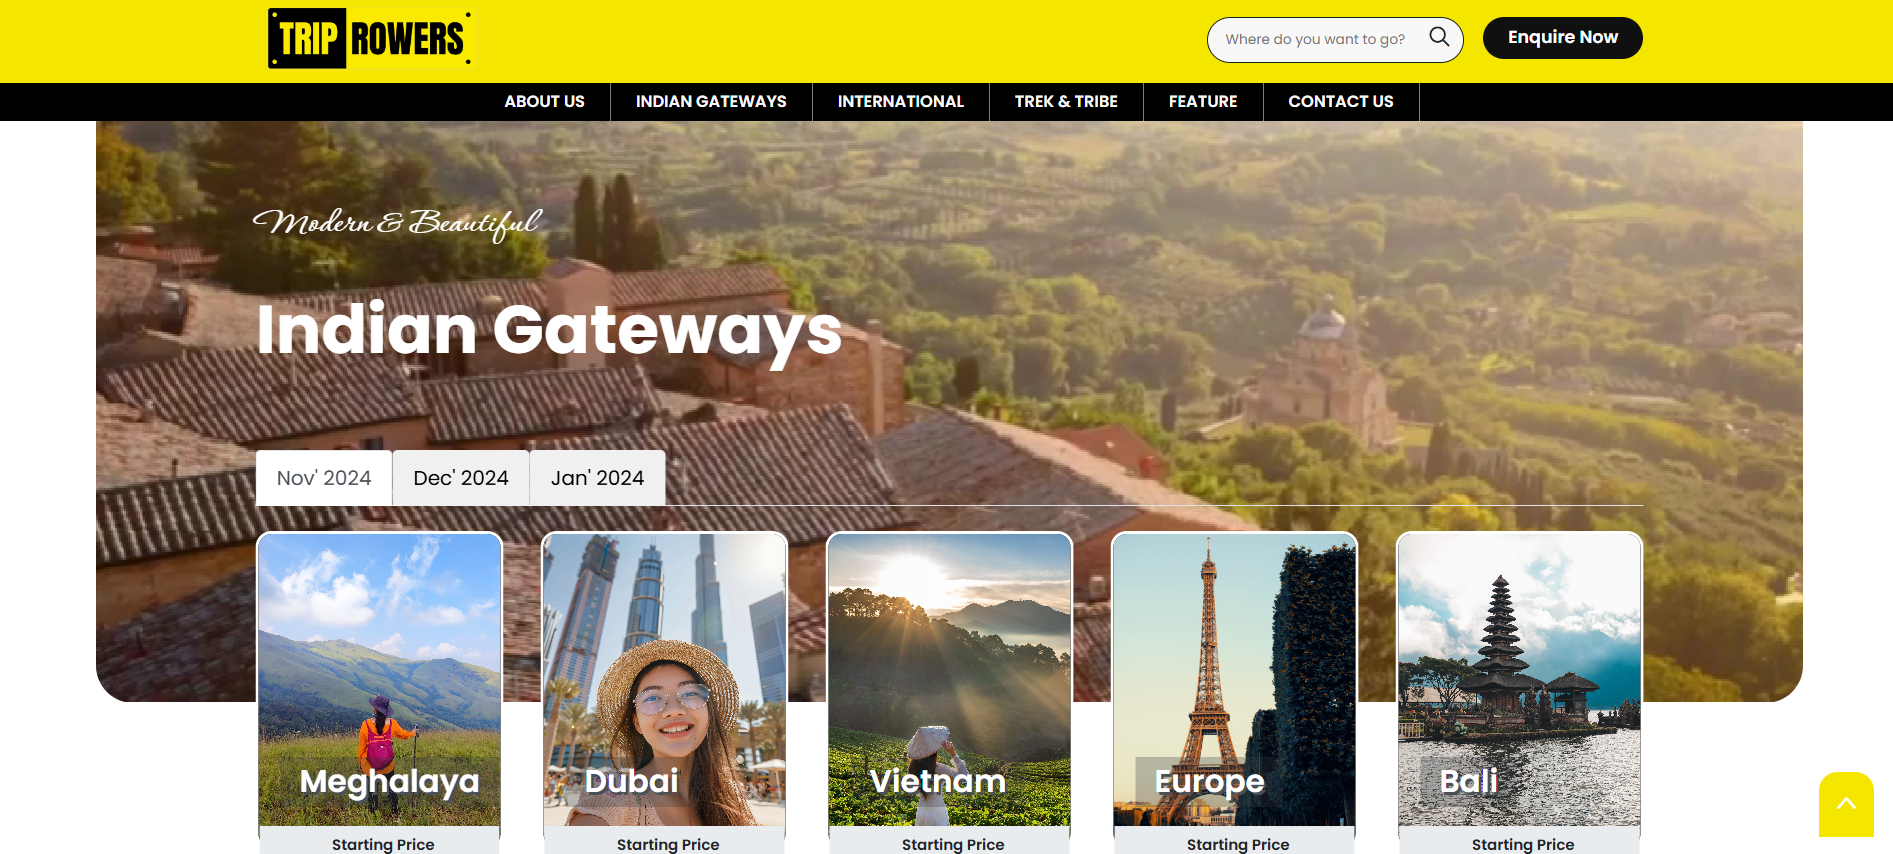 TRIP ROWERS
Where do you want to go?
Enquire Now
ABOUT US
INDIAN GATEWAYS
INTERNATIONAL
TREK & TRIBE
FEATURE
CONTACT US
Modern & Beautiful
Indian Gateways
Nov' 2024
Dec' 2024
Jan' 2024
Meghalaya
Dubai
Vietnam
Europe
Bali
Starting Price
Starting Price
Starting Price
Starting Price
Starting Price